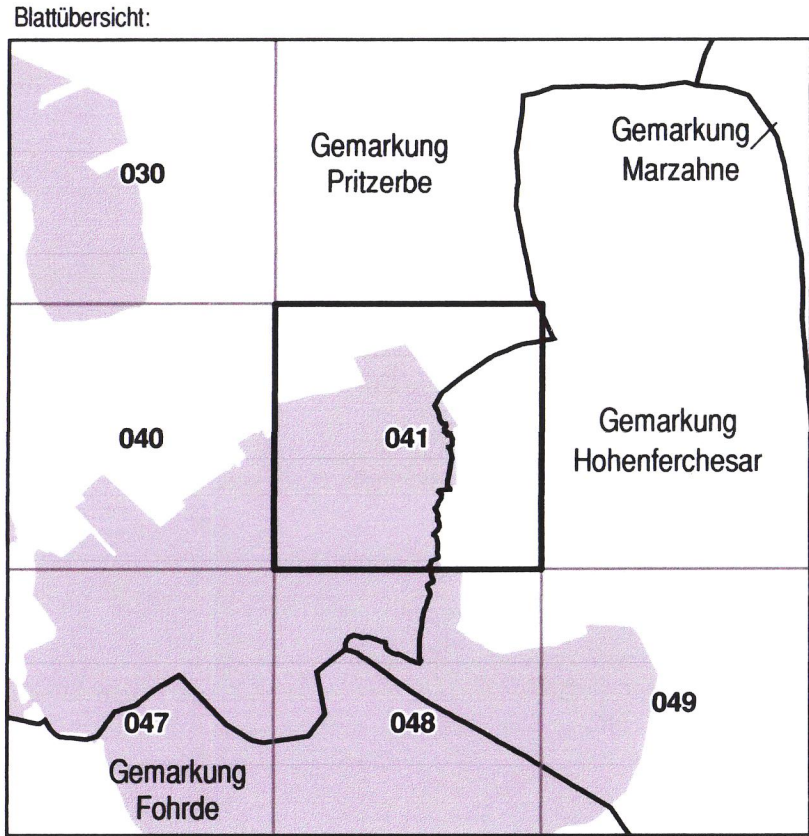 Blattübersicht:
Gemarkung
Pritzerbe
Gemarkung
Marzahne
030
040
041
Gemarkung
Hohenferchesar
047
048
049
Gemarkung
Fohrde